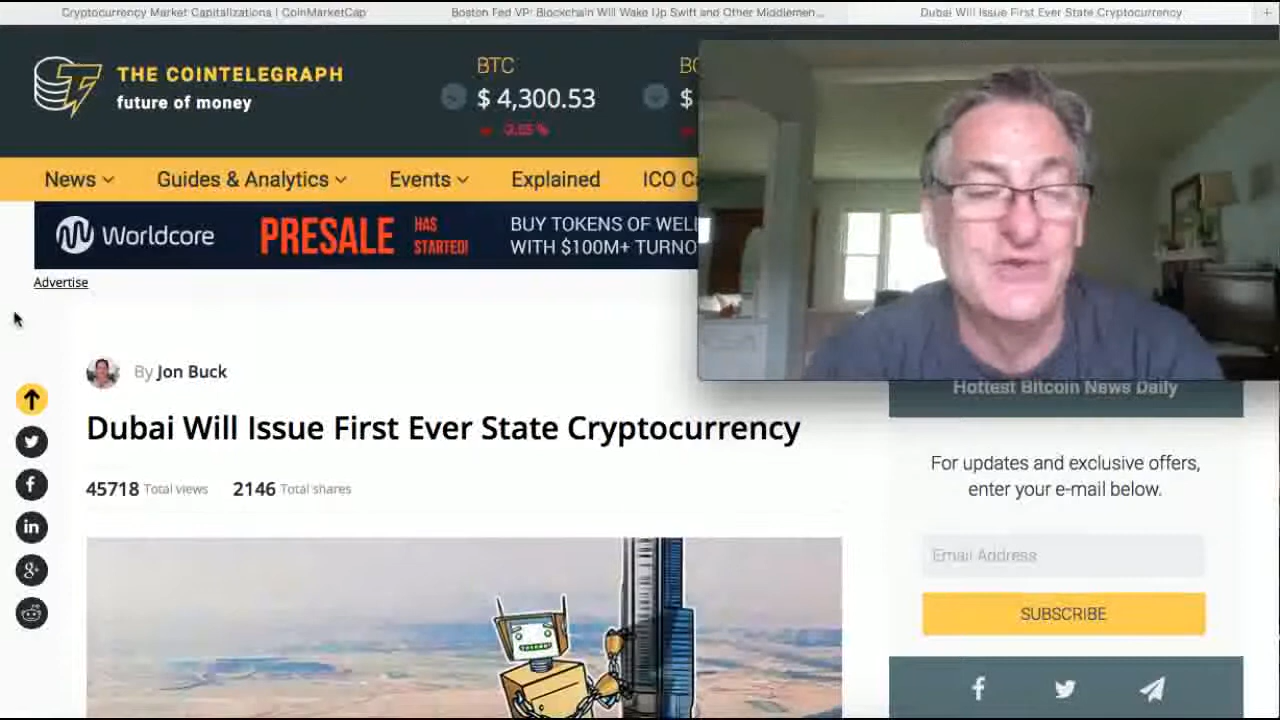 Cryptocurrency Market Capitalizations | CoinMarketCap
Boston Fed VP: Blockchain Will Wake Up Swift and Other Middlemen...
Dubai Will Issue First Ever State Cryptocurrency
+
THE COINTELEGRAPH
future of money
BTC
$ 4,300.53
$
News
Guides & Analytics
Events
Explained
ICO
Worldcore
PRESALE
HAS
STARTED!
BUY TOKENS OF
WITH $100M+
Advertise
By Jon Buck
Hottest Bitcoin News Daily
Dubai Will Issue First Ever State Cryptocurrency
45718 Total views
2146 Total shares
For updates and exclusive offers,
enter your e-mail below.
Email Address
SUBSCRIBE